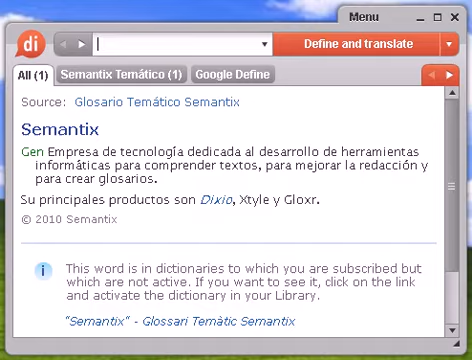 Menu
di
Define and translate
All (1) Semantix Temático (1) Google Define
Source: Glosario Temático Semantix
Semantix
Gen Empresa de tecnología dedicada al desarrollo de herramientas
informáticas para comprender textos, para mejorar la redacción y
para crear glosarios.
Su principales productos son Dixio, Xtyle y Gloxr.
© 2010 Semantix
i
This word is in dictionaries to which you are subscribed but
which are not active. If you want to see it, click on the link
and activate the dictionary in your Library.
"Semantix" - Glossari Temàtic Semantix